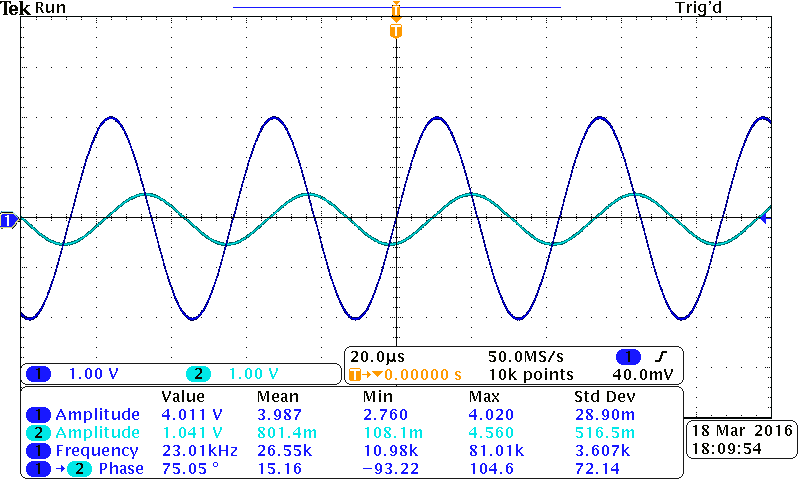 Tek Run Trig'd
T
T
1
1 1.00 V 2 1.00 V
20.0µs 50.0MS/s 1 ∫
T→▼0.00000 s 10k points 40.0mV
Value Mean Min Max Std Dev
1 Amplitude 4.011 V 3.987 2.760 4.020 28.90m
2 Amplitude 1.041 V 801.4m 108.1m 4.560 516.5m
1 Frequency 23.01kHz 26.55k 10.98k 81.01k 3.607k
1 → 2 Phase 75.05 ° 15.16 −93.22 104.6 72.14
18 Mar 2016
18:09:54